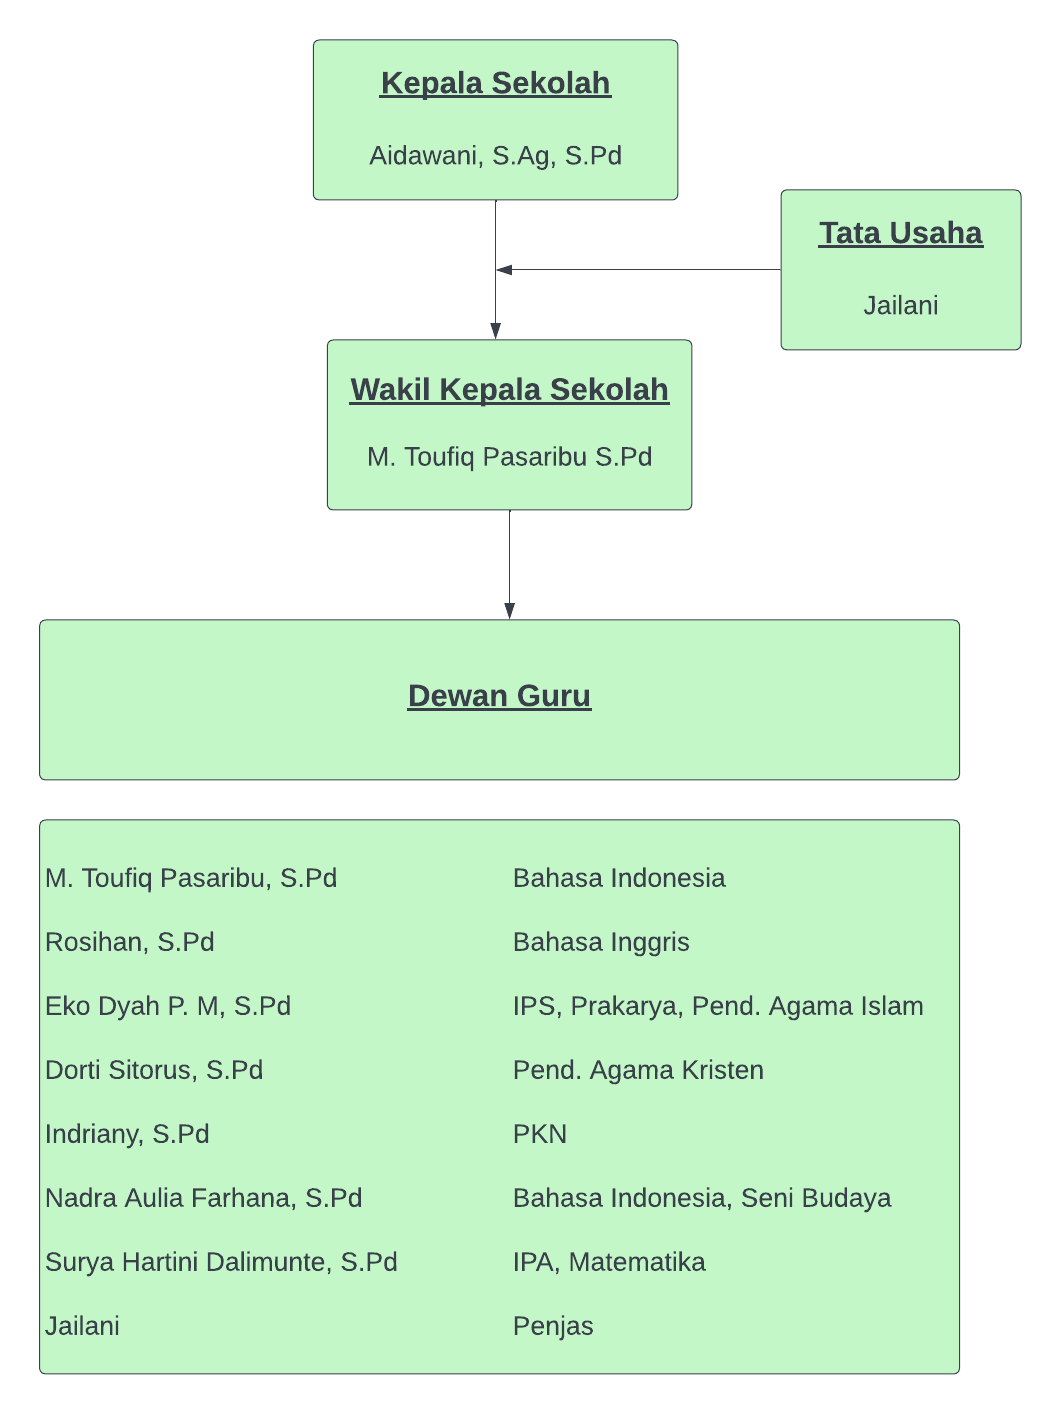 Kepala Sekolah
Aidawani, S.Ag, S.Pd
Tata Usaha
Jailani
Wakil Kepala Sekolah
M. Toufiq Pasaribu S.Pd
Dewan Guru
M. Toufiq Pasaribu, S.Pd Bahasa Indonesia
Rosihan, S.Pd Bahasa Inggris
Eko Dyah P. M, S.Pd IPS, Prakarya, Pend. Agama Islam
Dorti Sitorus, S.Pd Pend. Agama Kristen
Indriany, S.Pd PKN
Nadra Aulia Farhana, S.Pd Bahasa Indonesia, Seni Budaya
Surya Hartini Dalimunte, S.Pd IPA, Matematika
Jailani Penjas